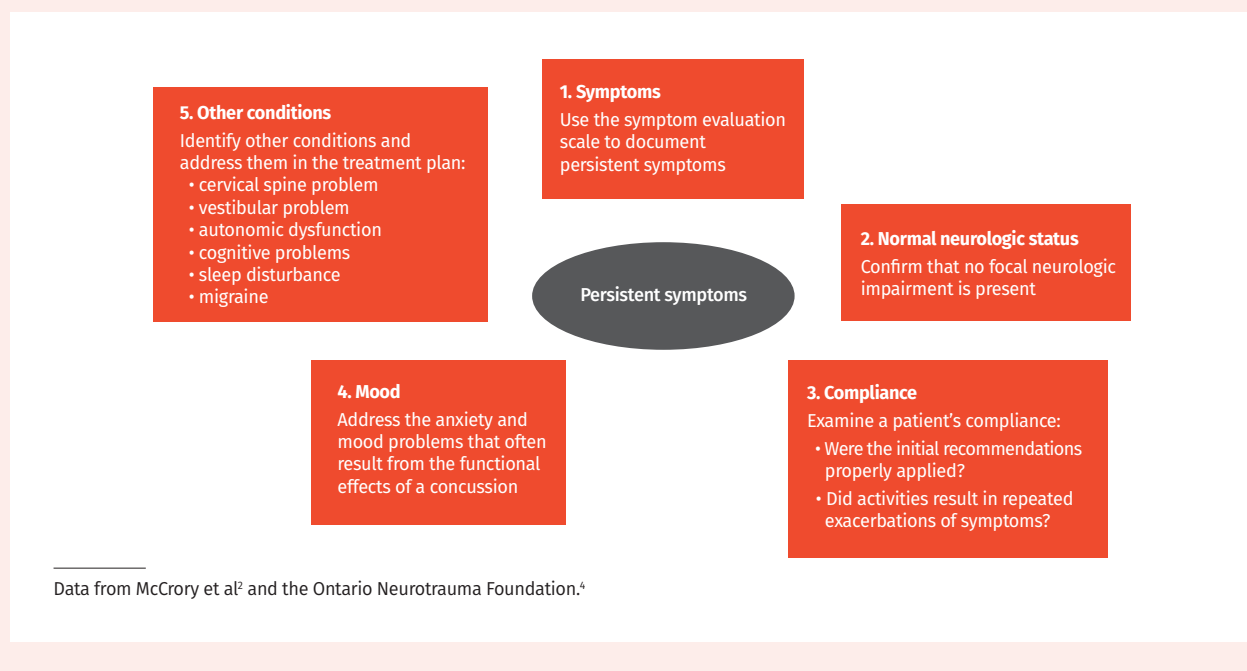 1. Symptoms
Use the symptom evaluation
scale to document
persistent symptoms
2. Normal neurologic status
Confirm that no focal neurologic
impairment is present
3. Compliance
Examine a patient’s compliance:
• Were the initial recommendations
properly applied?
• Did activities result in repeated
exacerbations of symptoms?
4. Mood
Address the anxiety and
mood problems that often
result from the functional
effects of a concussion
5. Other conditions
Identify other conditions and
address them in the treatment plan:
• cervical spine problem
• vestibular problem
• autonomic dysfunction
• cognitive problems
• sleep disturbance
• migraine
Persistent symptoms
Data from McCrory et al² and the Ontario Neurotrauma Foundation.⁴